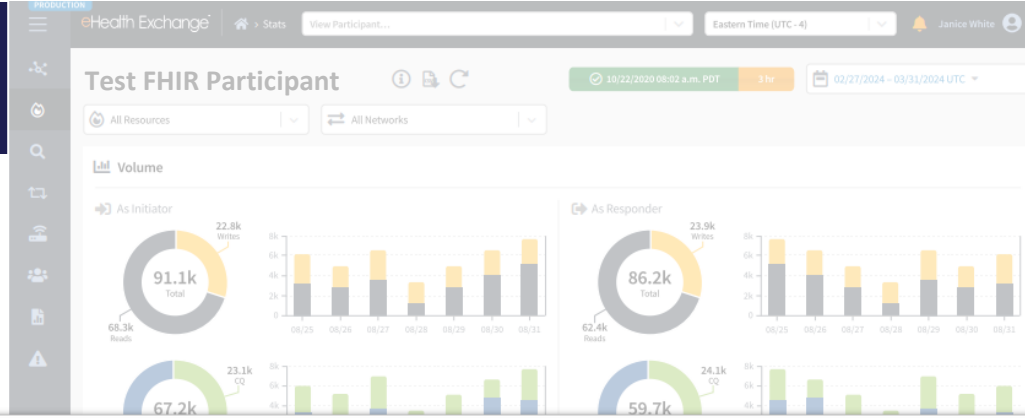 PRODUCTION
eHealth Exchange > Stats View Participant... Eastern Time (UTC - 4) Janice White
Test FHIR Participant 10/22/2020 08:02 a.m. PDT 3 hr 02/27/2024 - 03/31/2024 UTC
All Resources All Networks
Volume
As Initiator
22.8k
Writes
91.1k
Total
68.3k
Reads
8k
6k
4k
2k
0
08/25 08/26 08/27 08/28 08/29 08/30 08/31
As Responder
23.9k
Writes
86.2k
Total
62.4k
Reads
8k
6k
4k
2k
0
08/25 08/26 08/27 08/28 08/29 08/30 08/31
23.1k
CQ
67.2k
8k
6k
4k
24.1k
CQ
59.7k
8k
6k
4k